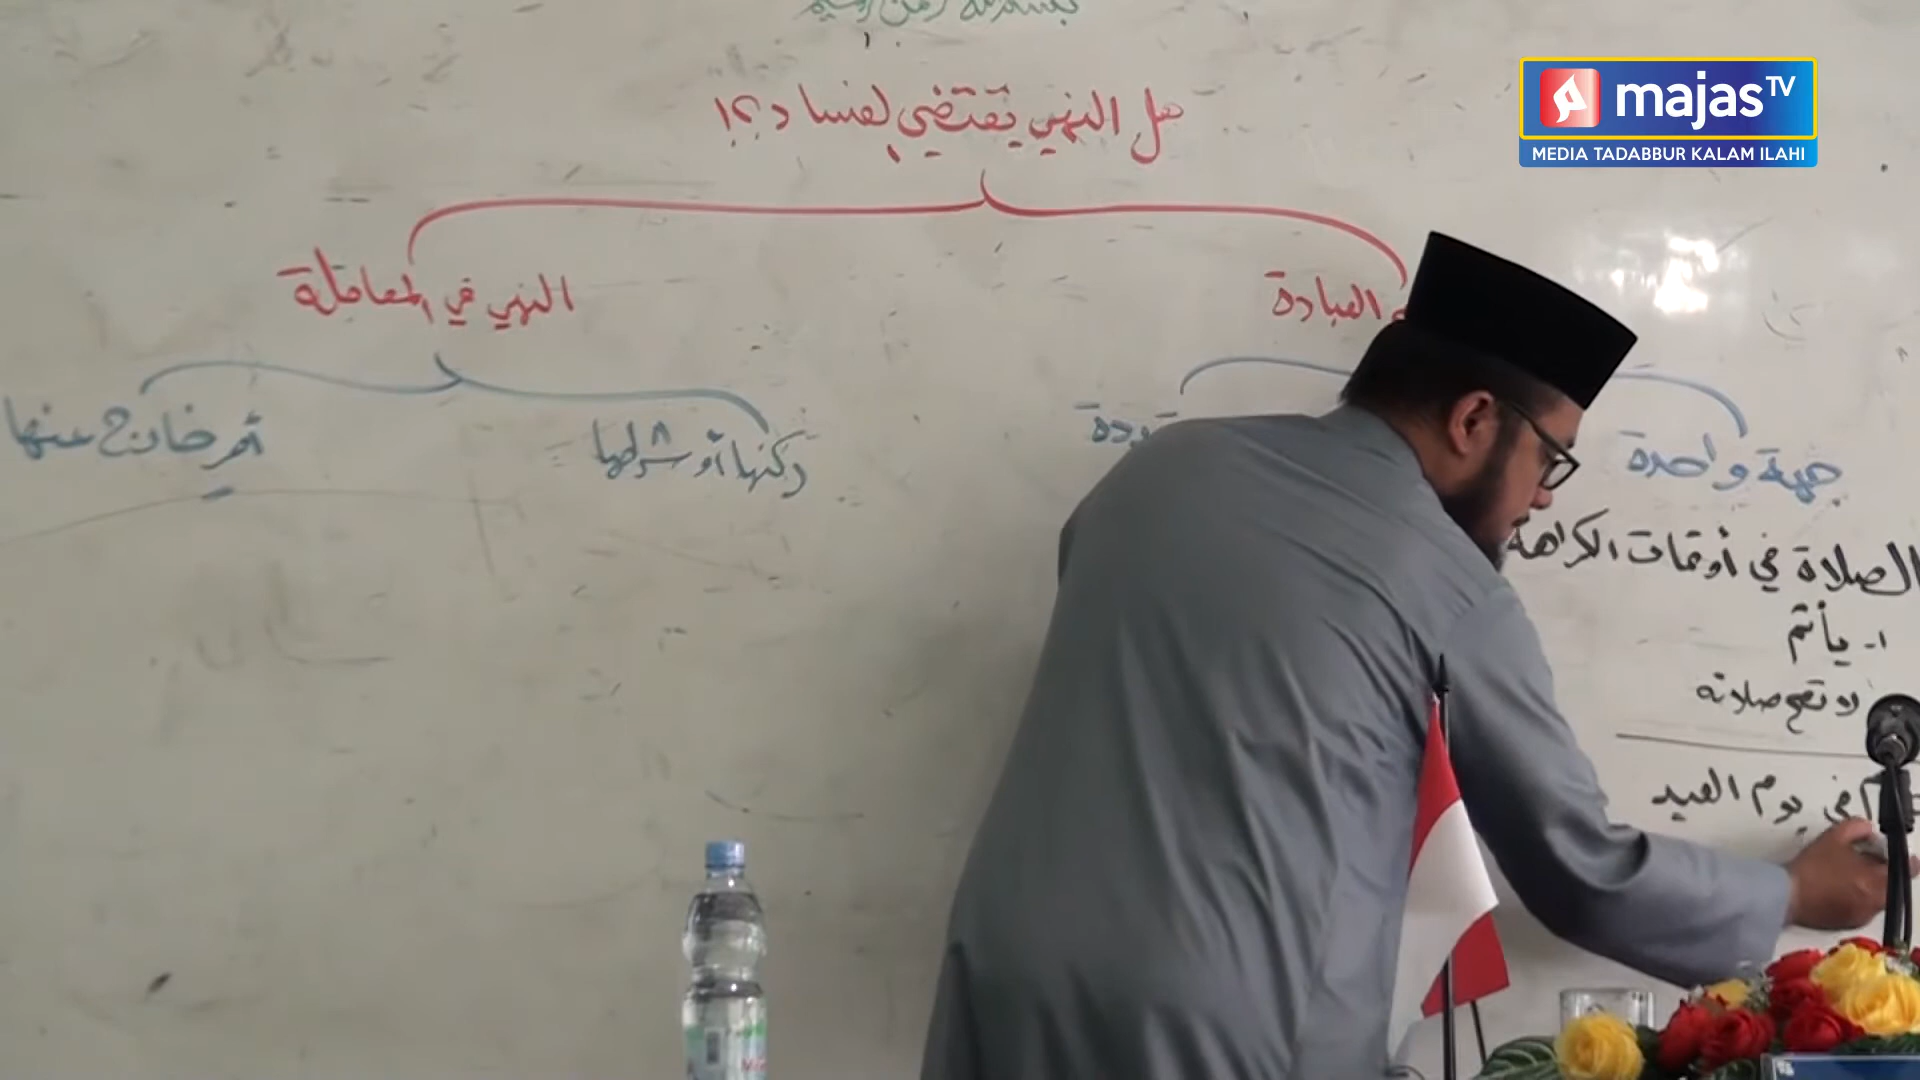 majas TV
MEDIA TADABBUR KALAM ILAHI
هل النهي يقتضي الفساد؟!
العبادة
النهي في المعاملة
جهة واحدة
ركنها أو شرطها
أمر خارج عنها
الصلاة في أوقات الكراهة
١- يأثم
لا تصح صلاته
في يوم العيد